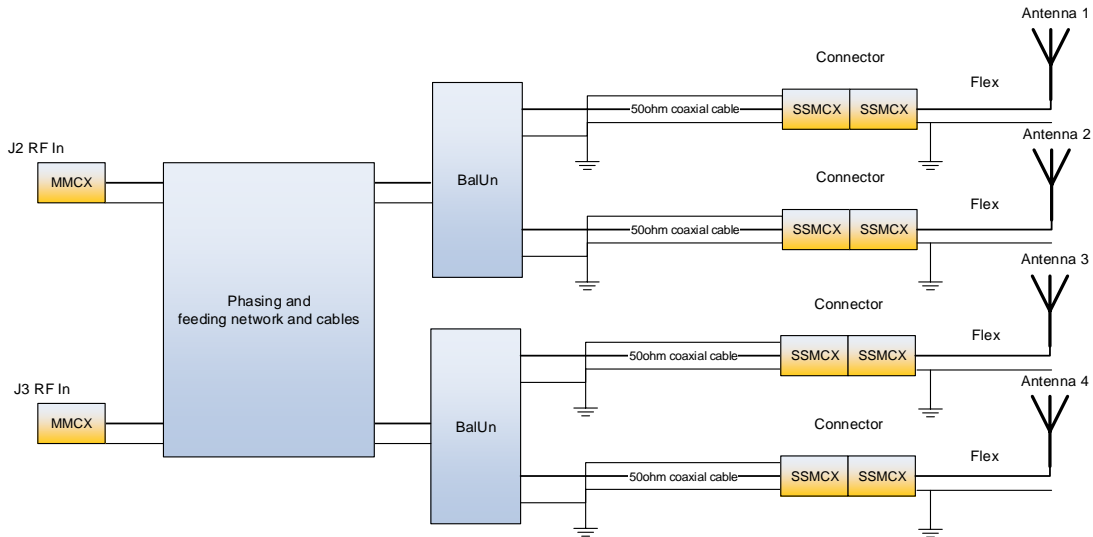 Antenna 1
Connector
Flex
SSMCX
SSMCX
50ohm coaxial cable
Antenna 2
J2 RF In
MMCX
BalUn
Connector
Flex
SSMCX
SSMCX
50ohm coaxial cable
Antenna 3
Phasing and
feeding network and cables
Connector
Flex
SSMCX
SSMCX
50ohm coaxial cable
Antenna 4
J3 RF In
MMCX
BalUn
Connector
Flex
SSMCX
SSMCX
50ohm coaxial cable